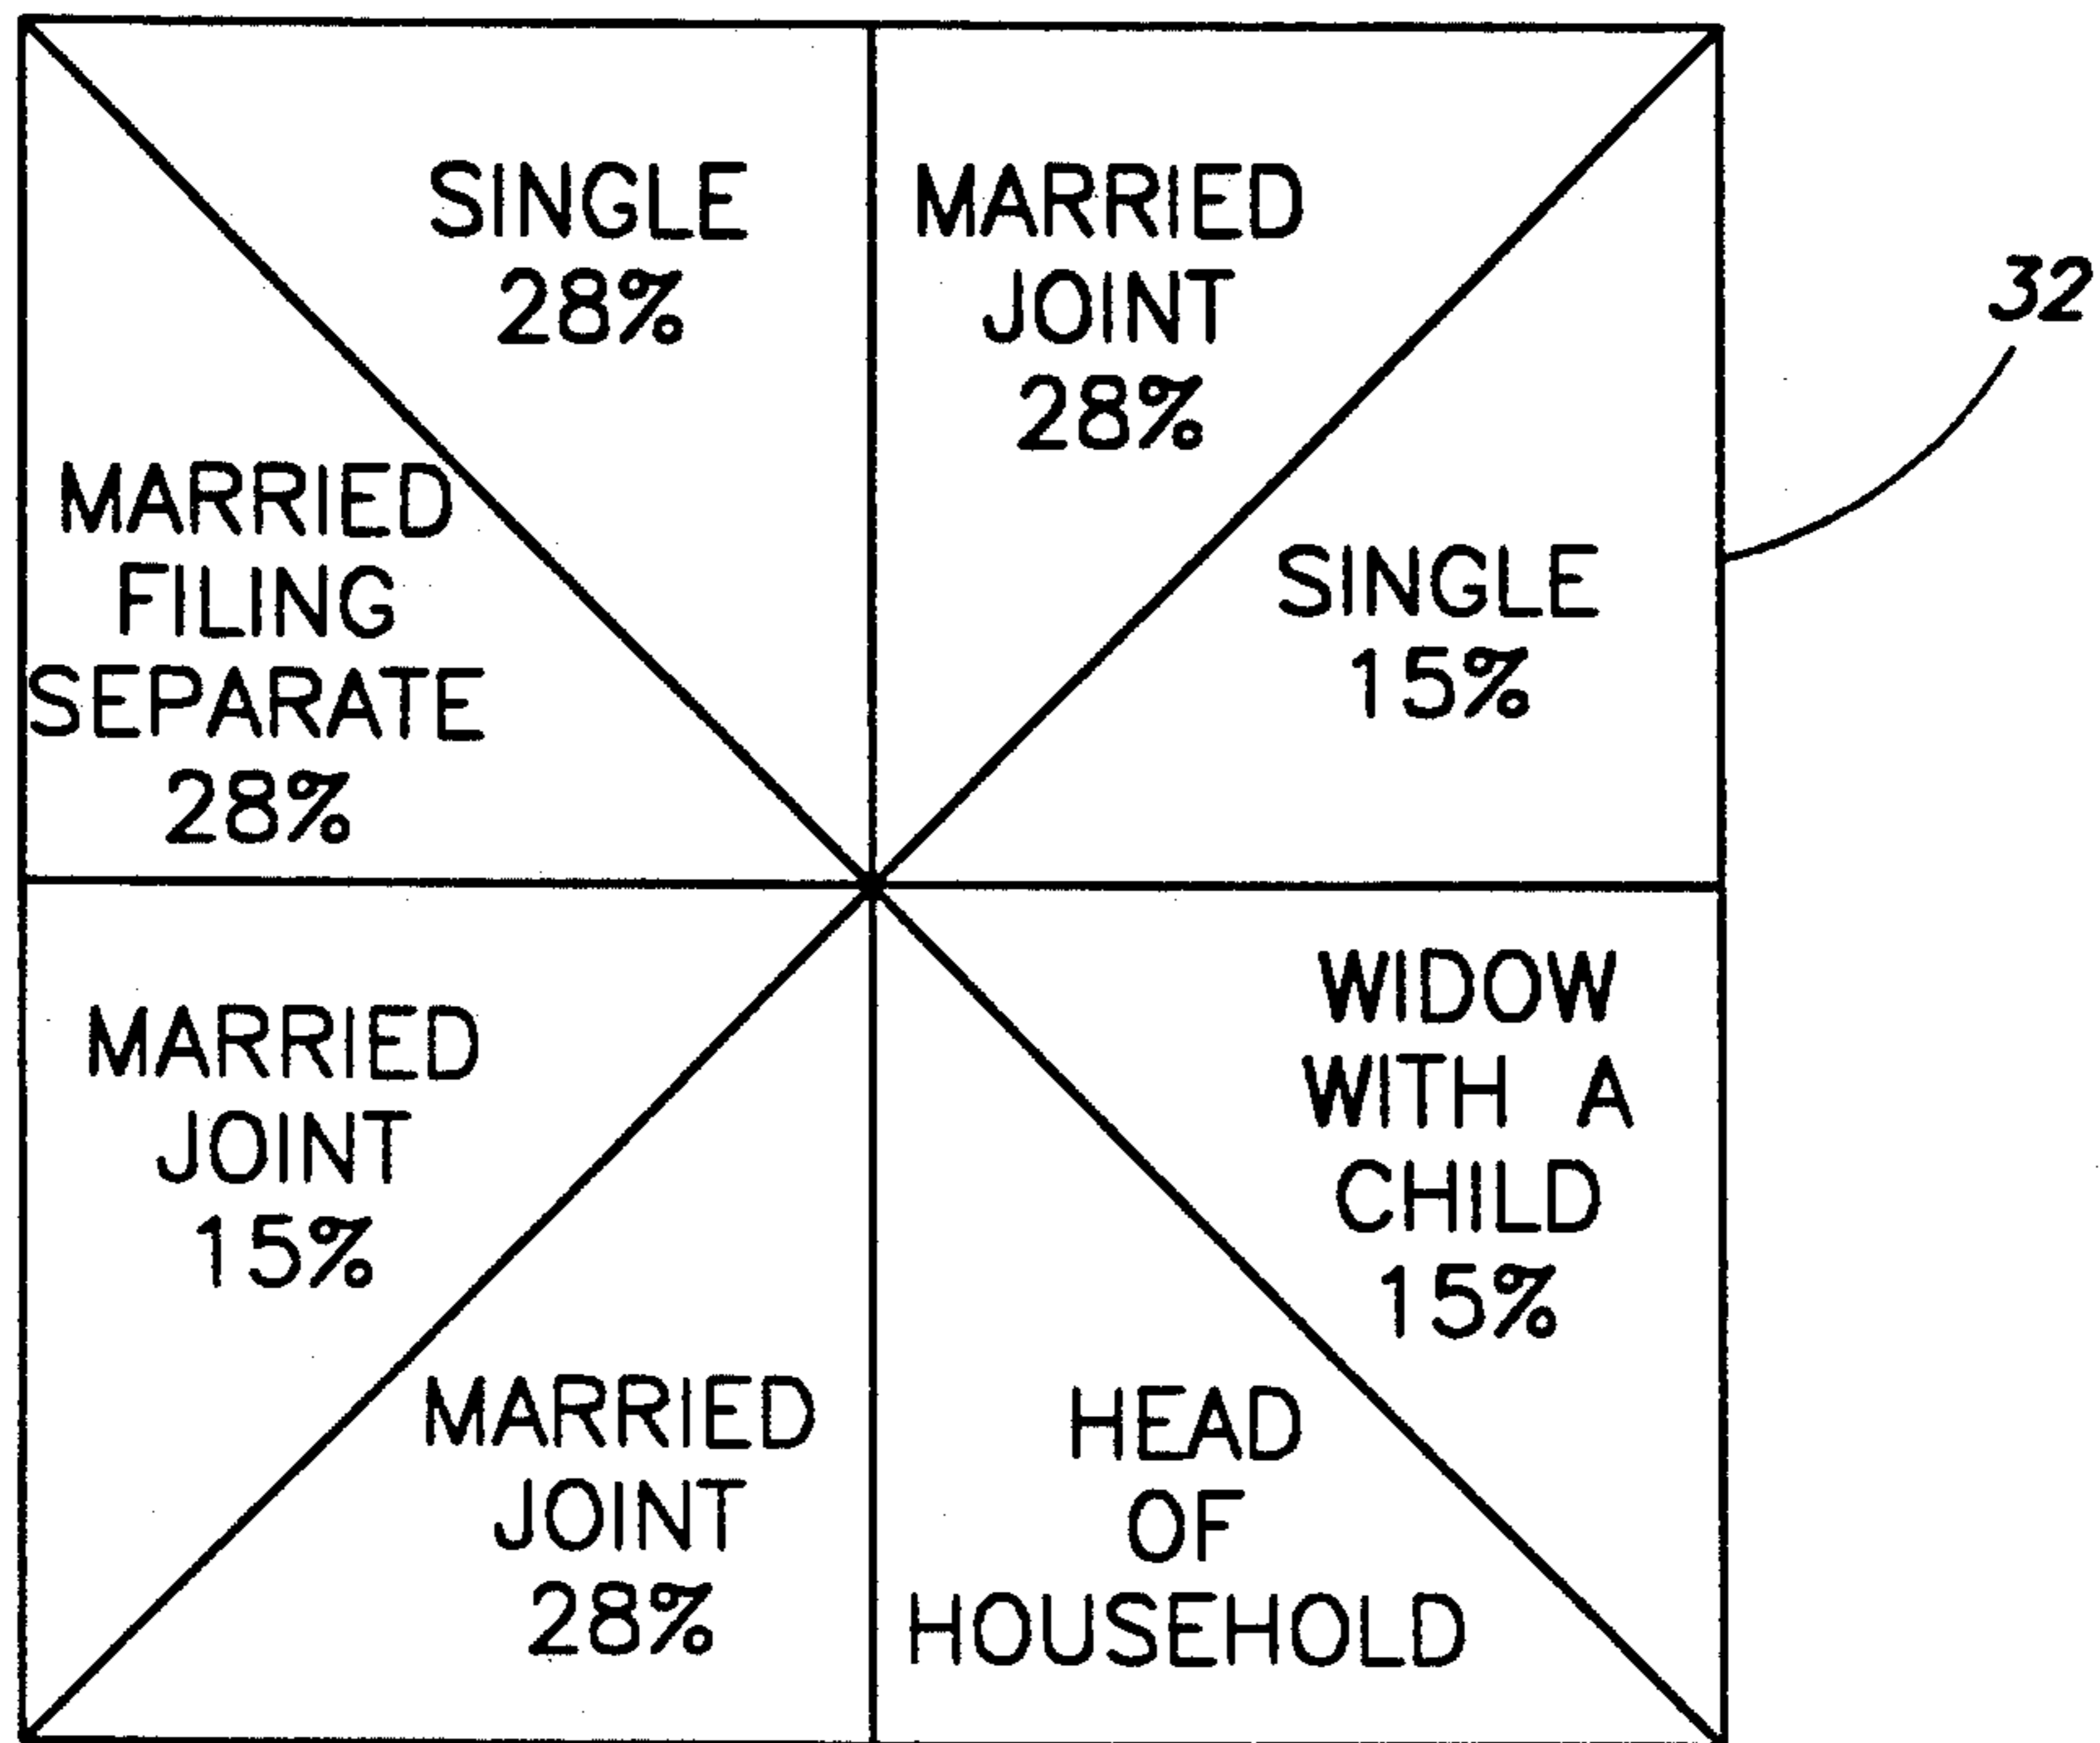 SINGLE
28%
MARRIED
JOINT
28%
32
MARRIED
FILING
SEPARATE
28%
SINGLE
15%
MARRIED
JOINT
15%
WIDOW
WITH A
CHILD
15%
MARRIED
JOINT
28%
HEAD
OF
HOUSEHOLD